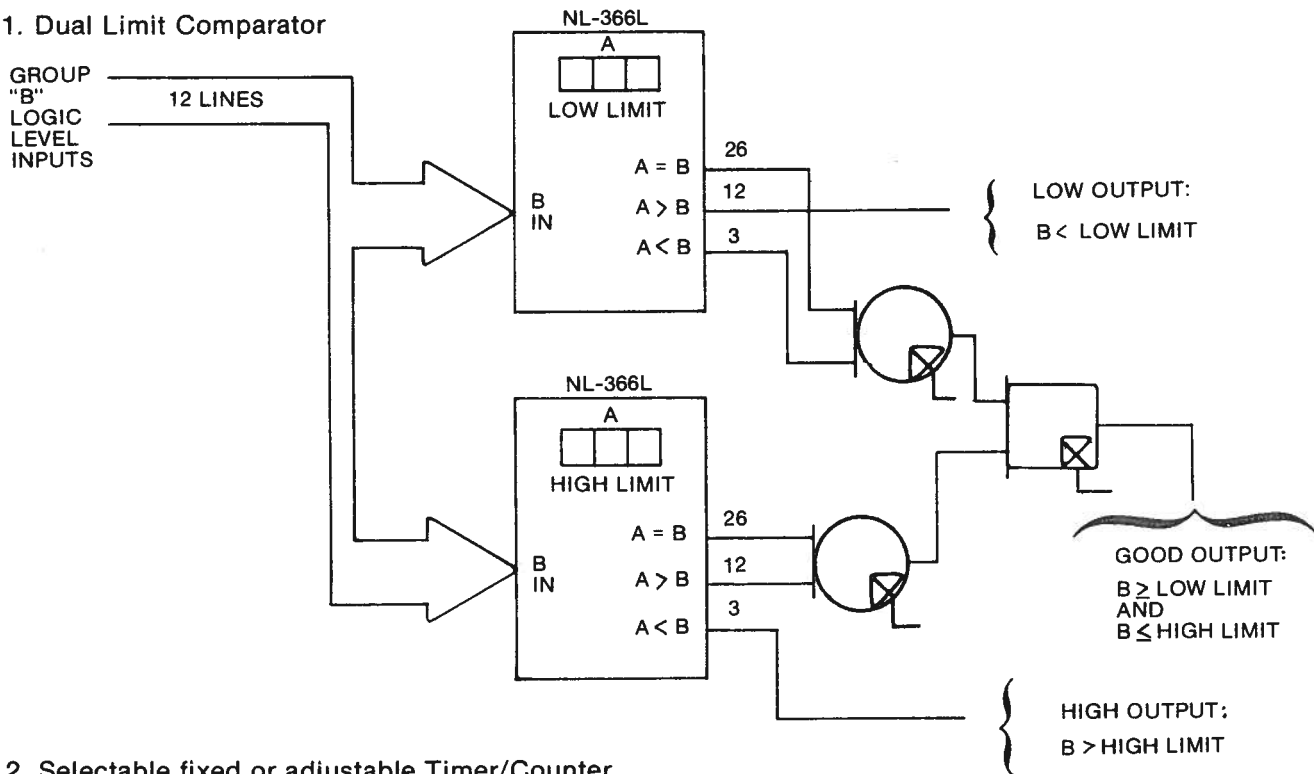 1. Dual Limit Comparator
GROUP
"B"
LOGIC
LEVEL
INPUTS
12 LINES
NL-366L
A
LOW LIMIT
B
IN
A = B
A > B
A < B
26
12
3
LOW OUTPUT:
B < LOW LIMIT
NL-366L
A
HIGH LIMIT
B
IN
A = B
A > B
A < B
26
12
3
GOOD OUTPUT:
B ≥ LOW LIMIT
AND
B ≤ HIGH LIMIT
HIGH OUTPUT:
B > HIGH LIMIT
2. Selectable fixed or adjustable Timer/Counter